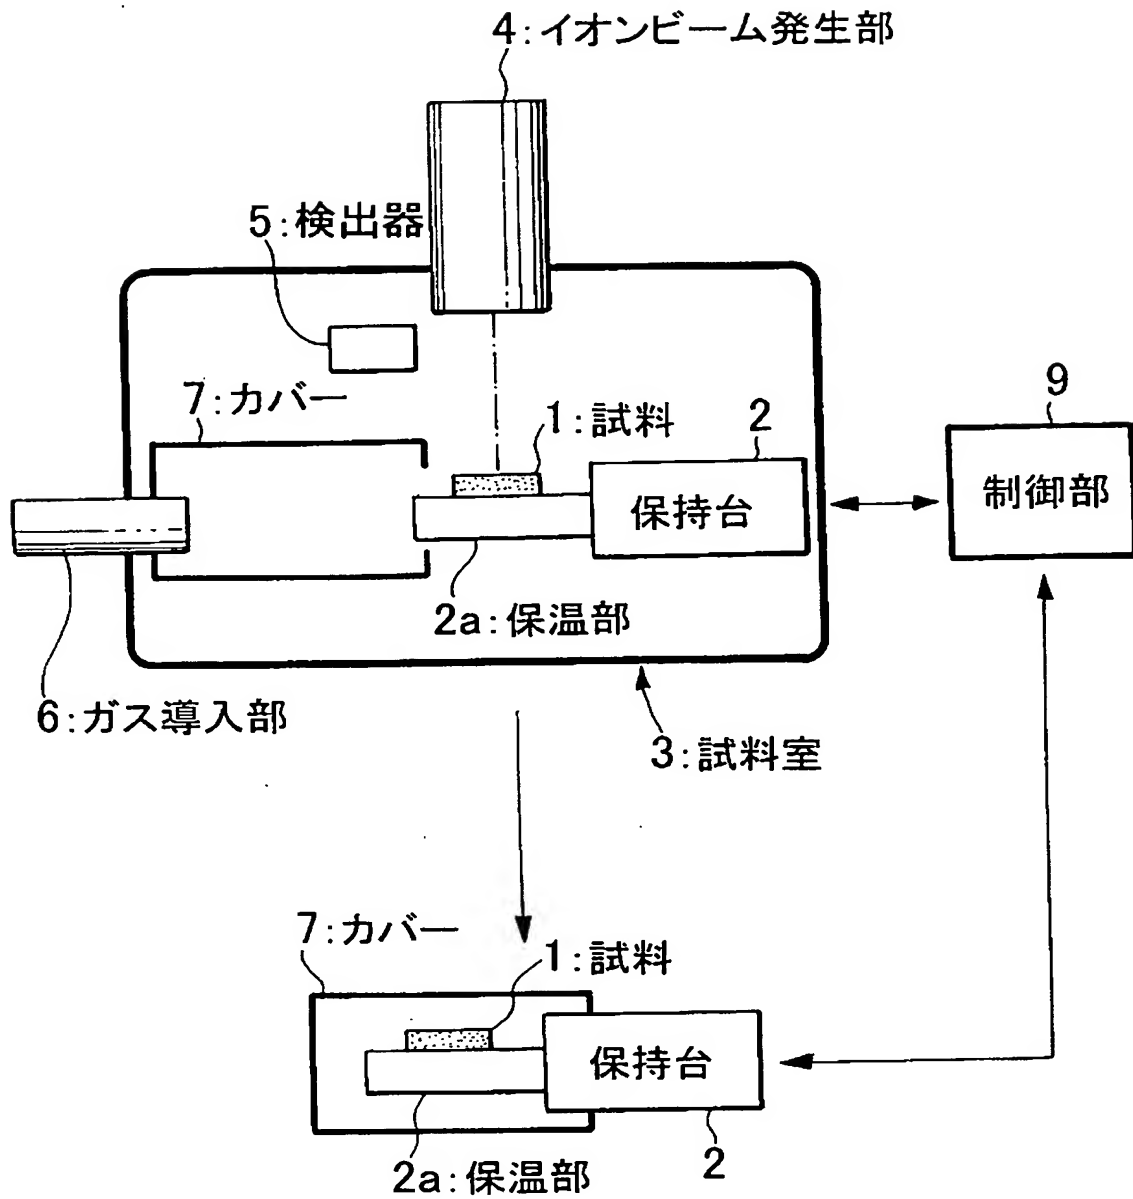 4:イオンビーム発生部
5:検出器
7:カバー
1:試料
2
9
保持台
制御部
2a:保温部
6:ガス導入部
3:試料室
7:カバー
1:試料
保持台
2a:保温部
2